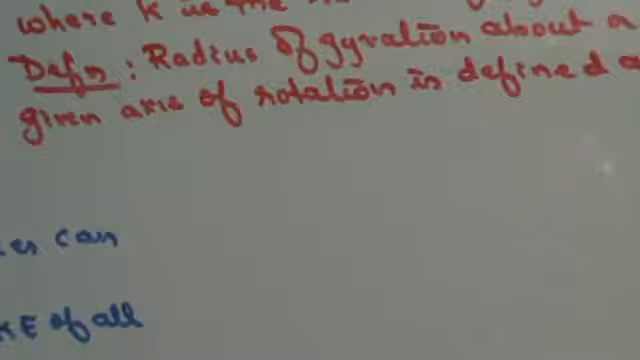 where K is the
Defn: Radius of gyration about a
given axis of rotation is defined a
es can
KE of all